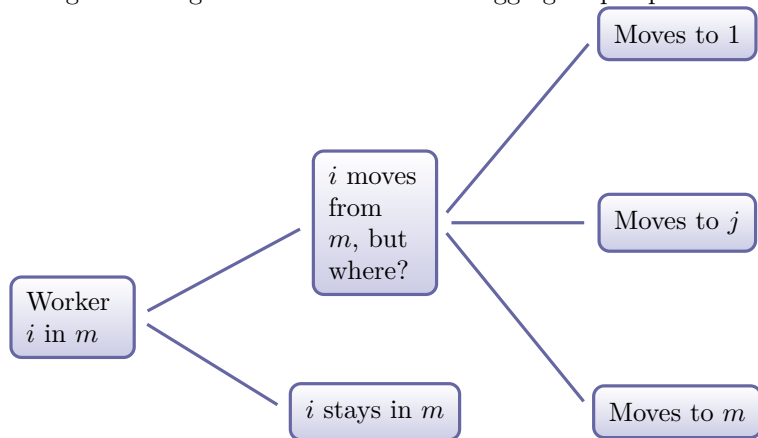 Moves to 1
i moves
from
m, but
where?
Moves to j
Worker
i in m
i stays in m
Moves to m